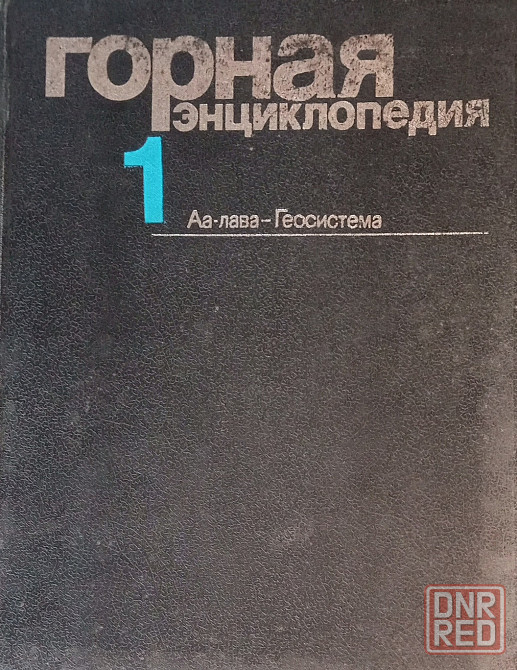 горная
энциклопедия
1
Аа-лава – Геосистема
DNR
RED